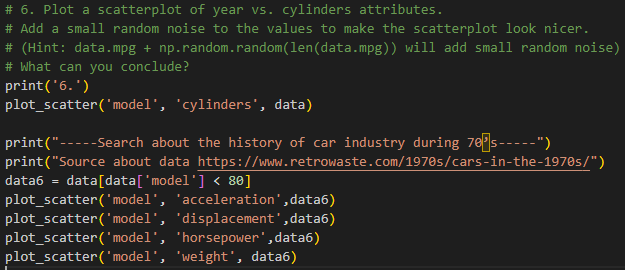 # 6. Plot a scatterplot of year vs. cylinders attributes.
# Add a small random noise to the values to make the scatterplot look nicer.
# (Hint: data.mpg + np.random.random(len(data.mpg)) will add small random noise)
# What can you conclude?
print('6.')
plot_scatter('model', 'cylinders', data)

print("-----Search about the history of car industry during 70’s-----")
print("Source about data https://www.retrowaste.com/1970s/cars-in-the-1970s/")
data6 = data[data['model'] < 80]
plot_scatter('model', 'acceleration',data6)
plot_scatter('model', 'displacement',data6)
plot_scatter('model', 'horsepower',data6)
plot_scatter('model', 'weight', data6)